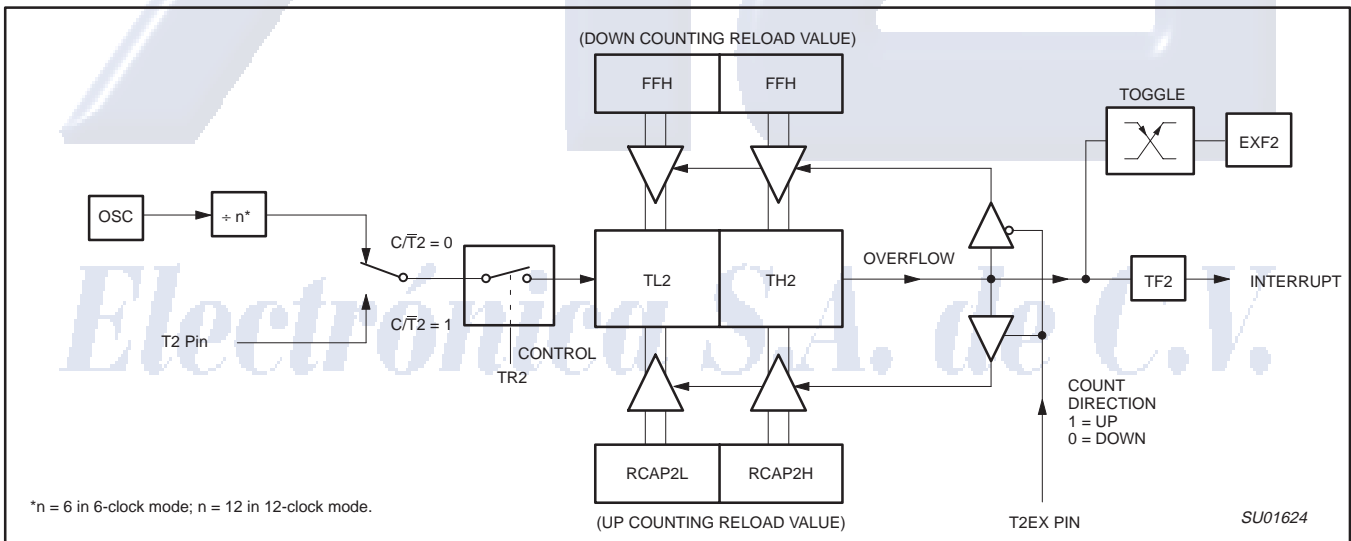 (DOWN COUNTING RELOAD VALUE)
FFH
FFH
TOGGLE
EXF2
OSC
÷ n*
C/T̅2 = 0
TL2
TH2
OVERFLOW
TF2
INTERRUPT
C/T̅2 = 1
T2 Pin
CONTROL
TR2
COUNT
DIRECTION
1 = UP
0 = DOWN
RCAP2L
RCAP2H
*n = 6 in 6-clock mode; n = 12 in 12-clock mode.
(UP COUNTING RELOAD VALUE)
T2EX PIN
SU01624
Electrónica S.A. de C.V.